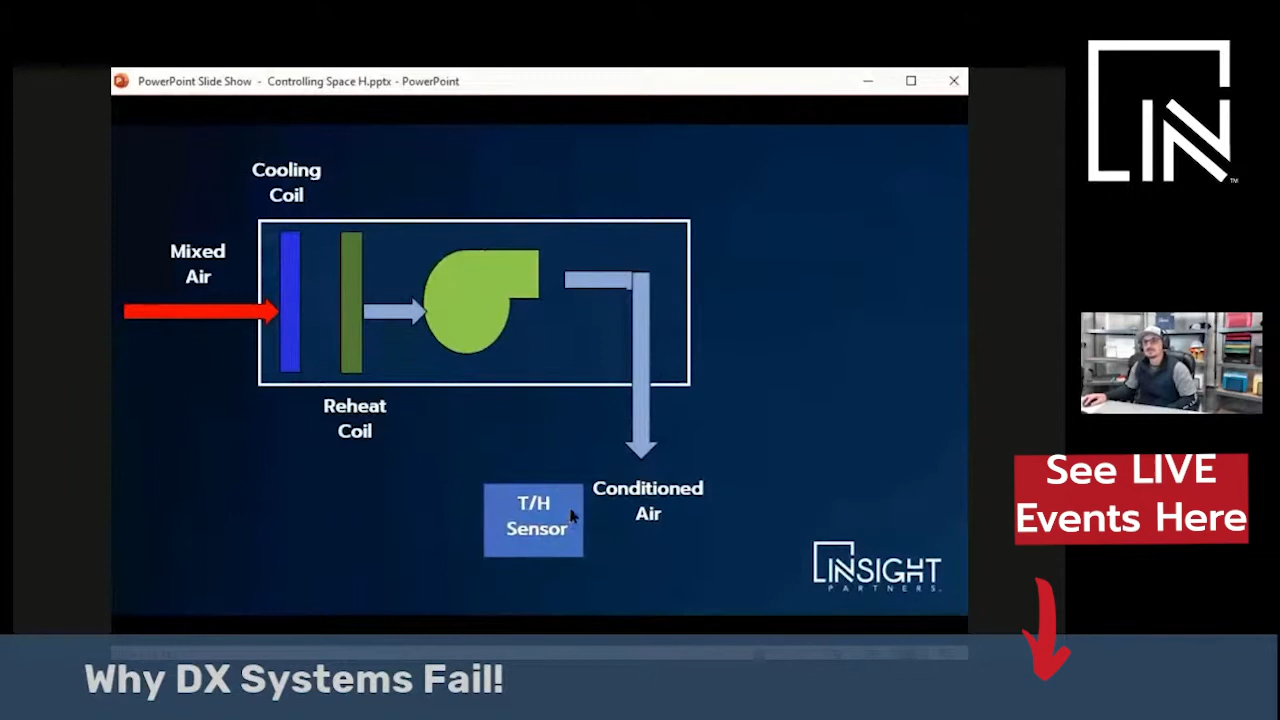 PowerPoint Slide Show - Controlling Space H.pptx - PowerPoint
IN
TM
Cooling
Coil
Mixed
Air
Reheat
Coil
T/H
Sensor
Conditioned
Air
INSIGHT
PARTNERS
See LIVE
Events Here
Why DX Systems Fail!